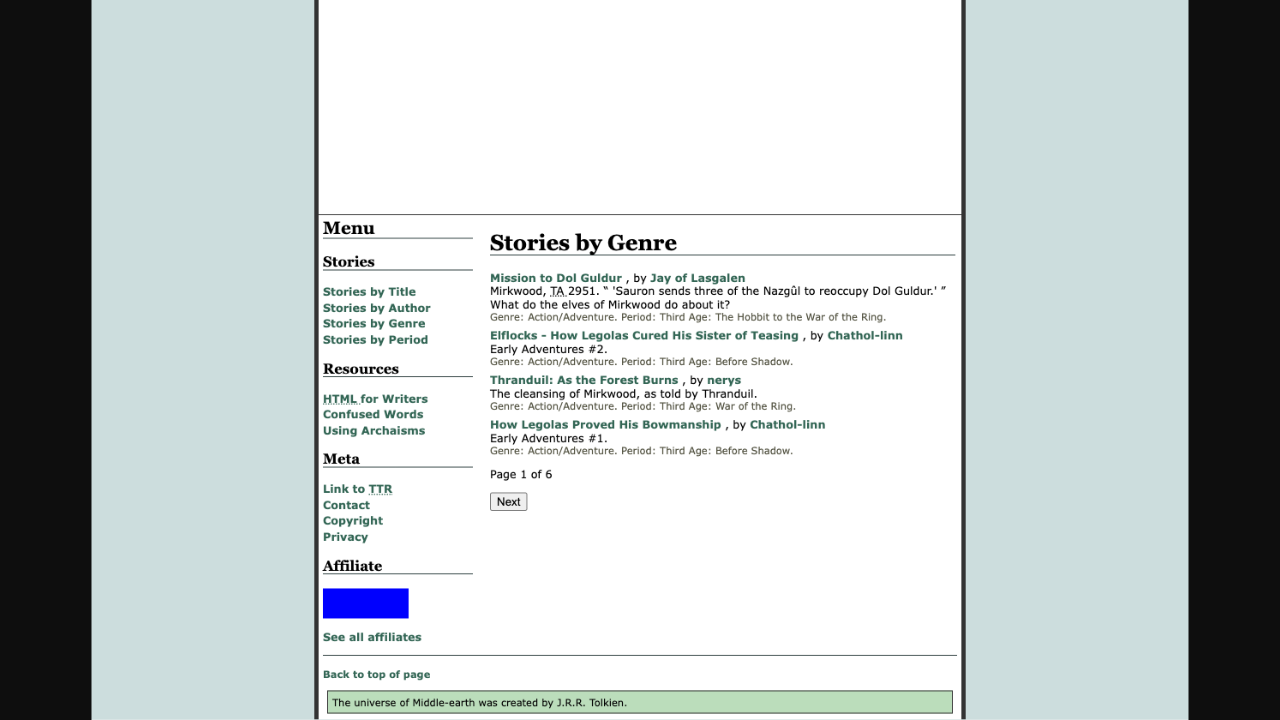 Menu
Stories
Stories by Title
Stories by Author
Stories by Genre
Stories by Period
Resources
HTML for Writers
Confused Words
Using Archaisms
Meta
Link to TTR
Contact
Copyright
Privacy
Affiliate
See all affiliates
Stories by Genre
Mission to Dol Guldur , by Jay of Lasgalen
Mirkwood, TA 2951. “ 'Sauron sends three of the Nazgûl to reoccupy Dol Guldur.' ”
What do the elves of Mirkwood do about it?
Genre: Action/Adventure. Period: Third Age: The Hobbit to the War of the Ring.
Elflocks - How Legolas Cured His Sister of Teasing , by Chathol-linn
Early Adventures #2.
Genre: Action/Adventure. Period: Third Age: Before Shadow.
Thranduil: As the Forest Burns , by nerys
The cleansing of Mirkwood, as told by Thranduil.
Genre: Action/Adventure. Period: Third Age: War of the Ring.
How Legolas Proved His Bowmanship , by Chathol-linn
Early Adventures #1.
Genre: Action/Adventure. Period: Third Age: Before Shadow.
Page 1 of 6
Next
Back to top of page
The universe of Middle-earth was created by J.R.R. Tolkien.